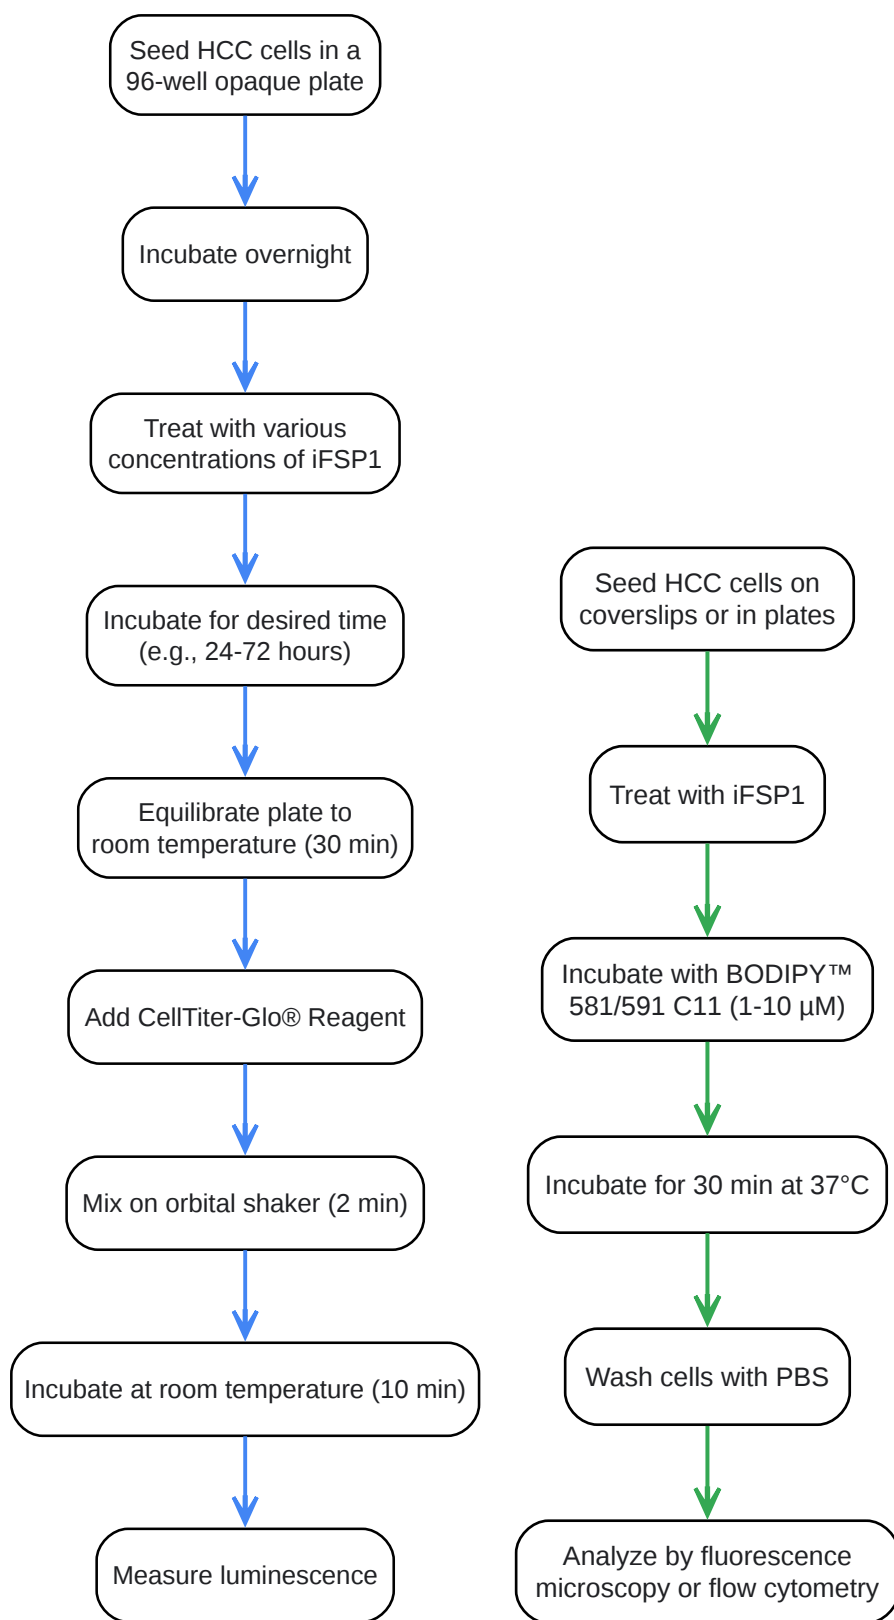 Seed HCC cells in a
96-well opaque plate
Incubate overnight
Treat with various
concentrations of iFSP1
Incubate for desired time
(e.g., 24-72 hours)
Equilibrate plate to
room temperature (30 min)
Add CellTiter-Glo® Reagent
Mix on orbital shaker (2 min)
Incubate at room temperature (10 min)
Measure luminescence
Seed HCC cells on
coverslips or in plates
Treat with iFSP1
Incubate with BODIPY™
581/591 C11 (1-10 µM)
Incubate for 30 min at 37°C
Wash cells with PBS
Analyze by fluorescence
microscopy or flow cytometry